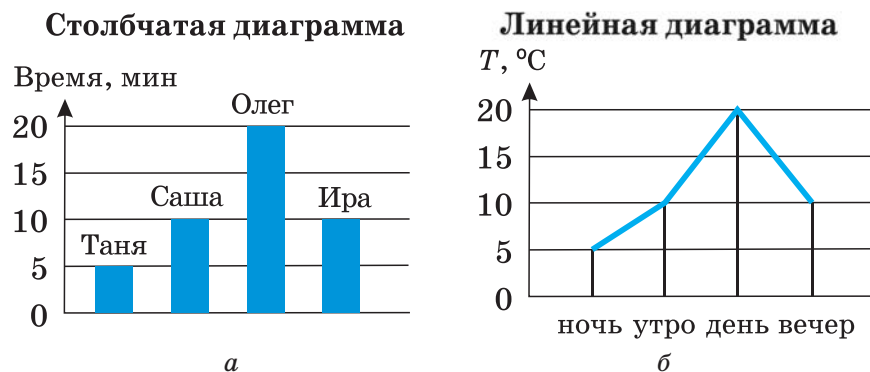 Столбчатая диаграмма
Время, мин
20
15
10
5
0
Таня
Саша
Олег
Ира
а
Линейная диаграмма
T, ºC
20
15
10
5
0
ночь утро день вечер
б